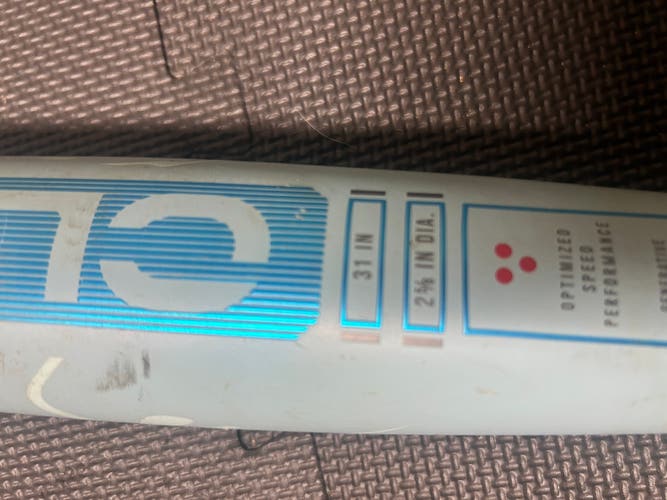 31 IN
2⅝ IN DIA.
OPTIMIZED
SPEED
PERFORMANCE